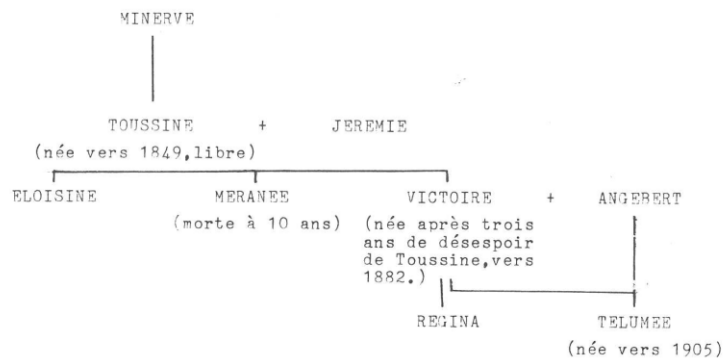 MINERVE
TOUSSINE + JEREMIE
(née vers 1849,libre)
ELOISINE MERANEE VICTOIRE + ANGEBERT
(morte à 10 ans) (née après trois
ans de désespoir
de Toussine,vers
1882.)
REGINA TELUMEE
(née vers 1905)